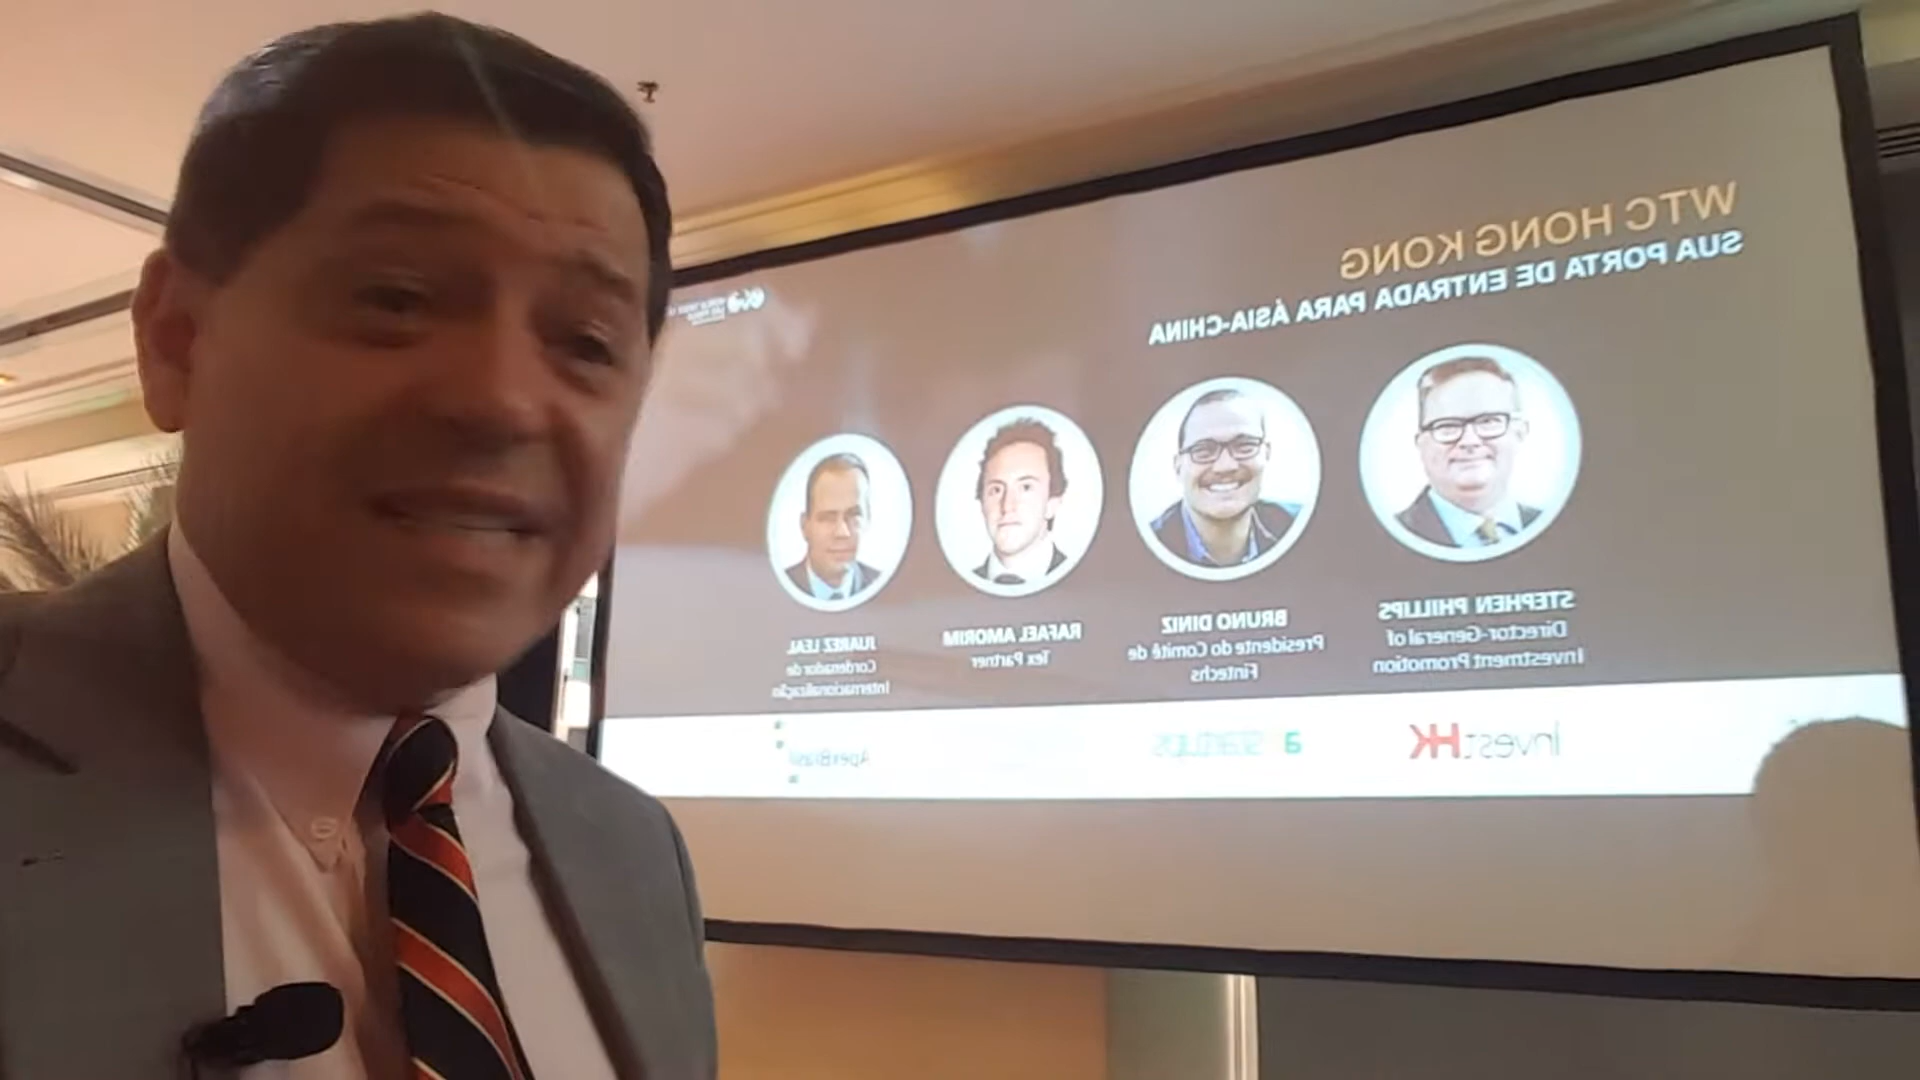 WTC HONG KONG
SUA PORTA DE ENTRADA PARA ÁSIA-CHINA
STEPHEN PHILLIPS
Director-General of
Investment Promotion
BRUNO DINIZ
Presidente do Comitê de
Fintechs
RAFAEL AMORIM
Tex Partner
JUAREZ LEAL
Cordenador de
Internacionalização
InvestHK
a startups
ApexBrasil